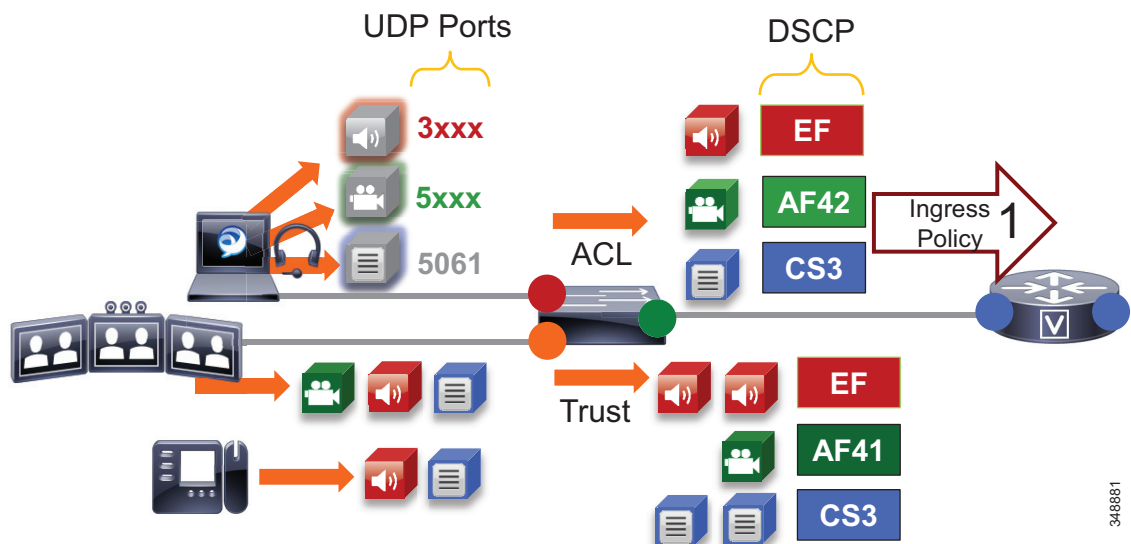 UDP Ports
DSCP
3xxx
EF
5xxx
AF42
Ingress
Policy
1
5061
ACL
CS3
V
Trust
EF
AF41
CS3
348881